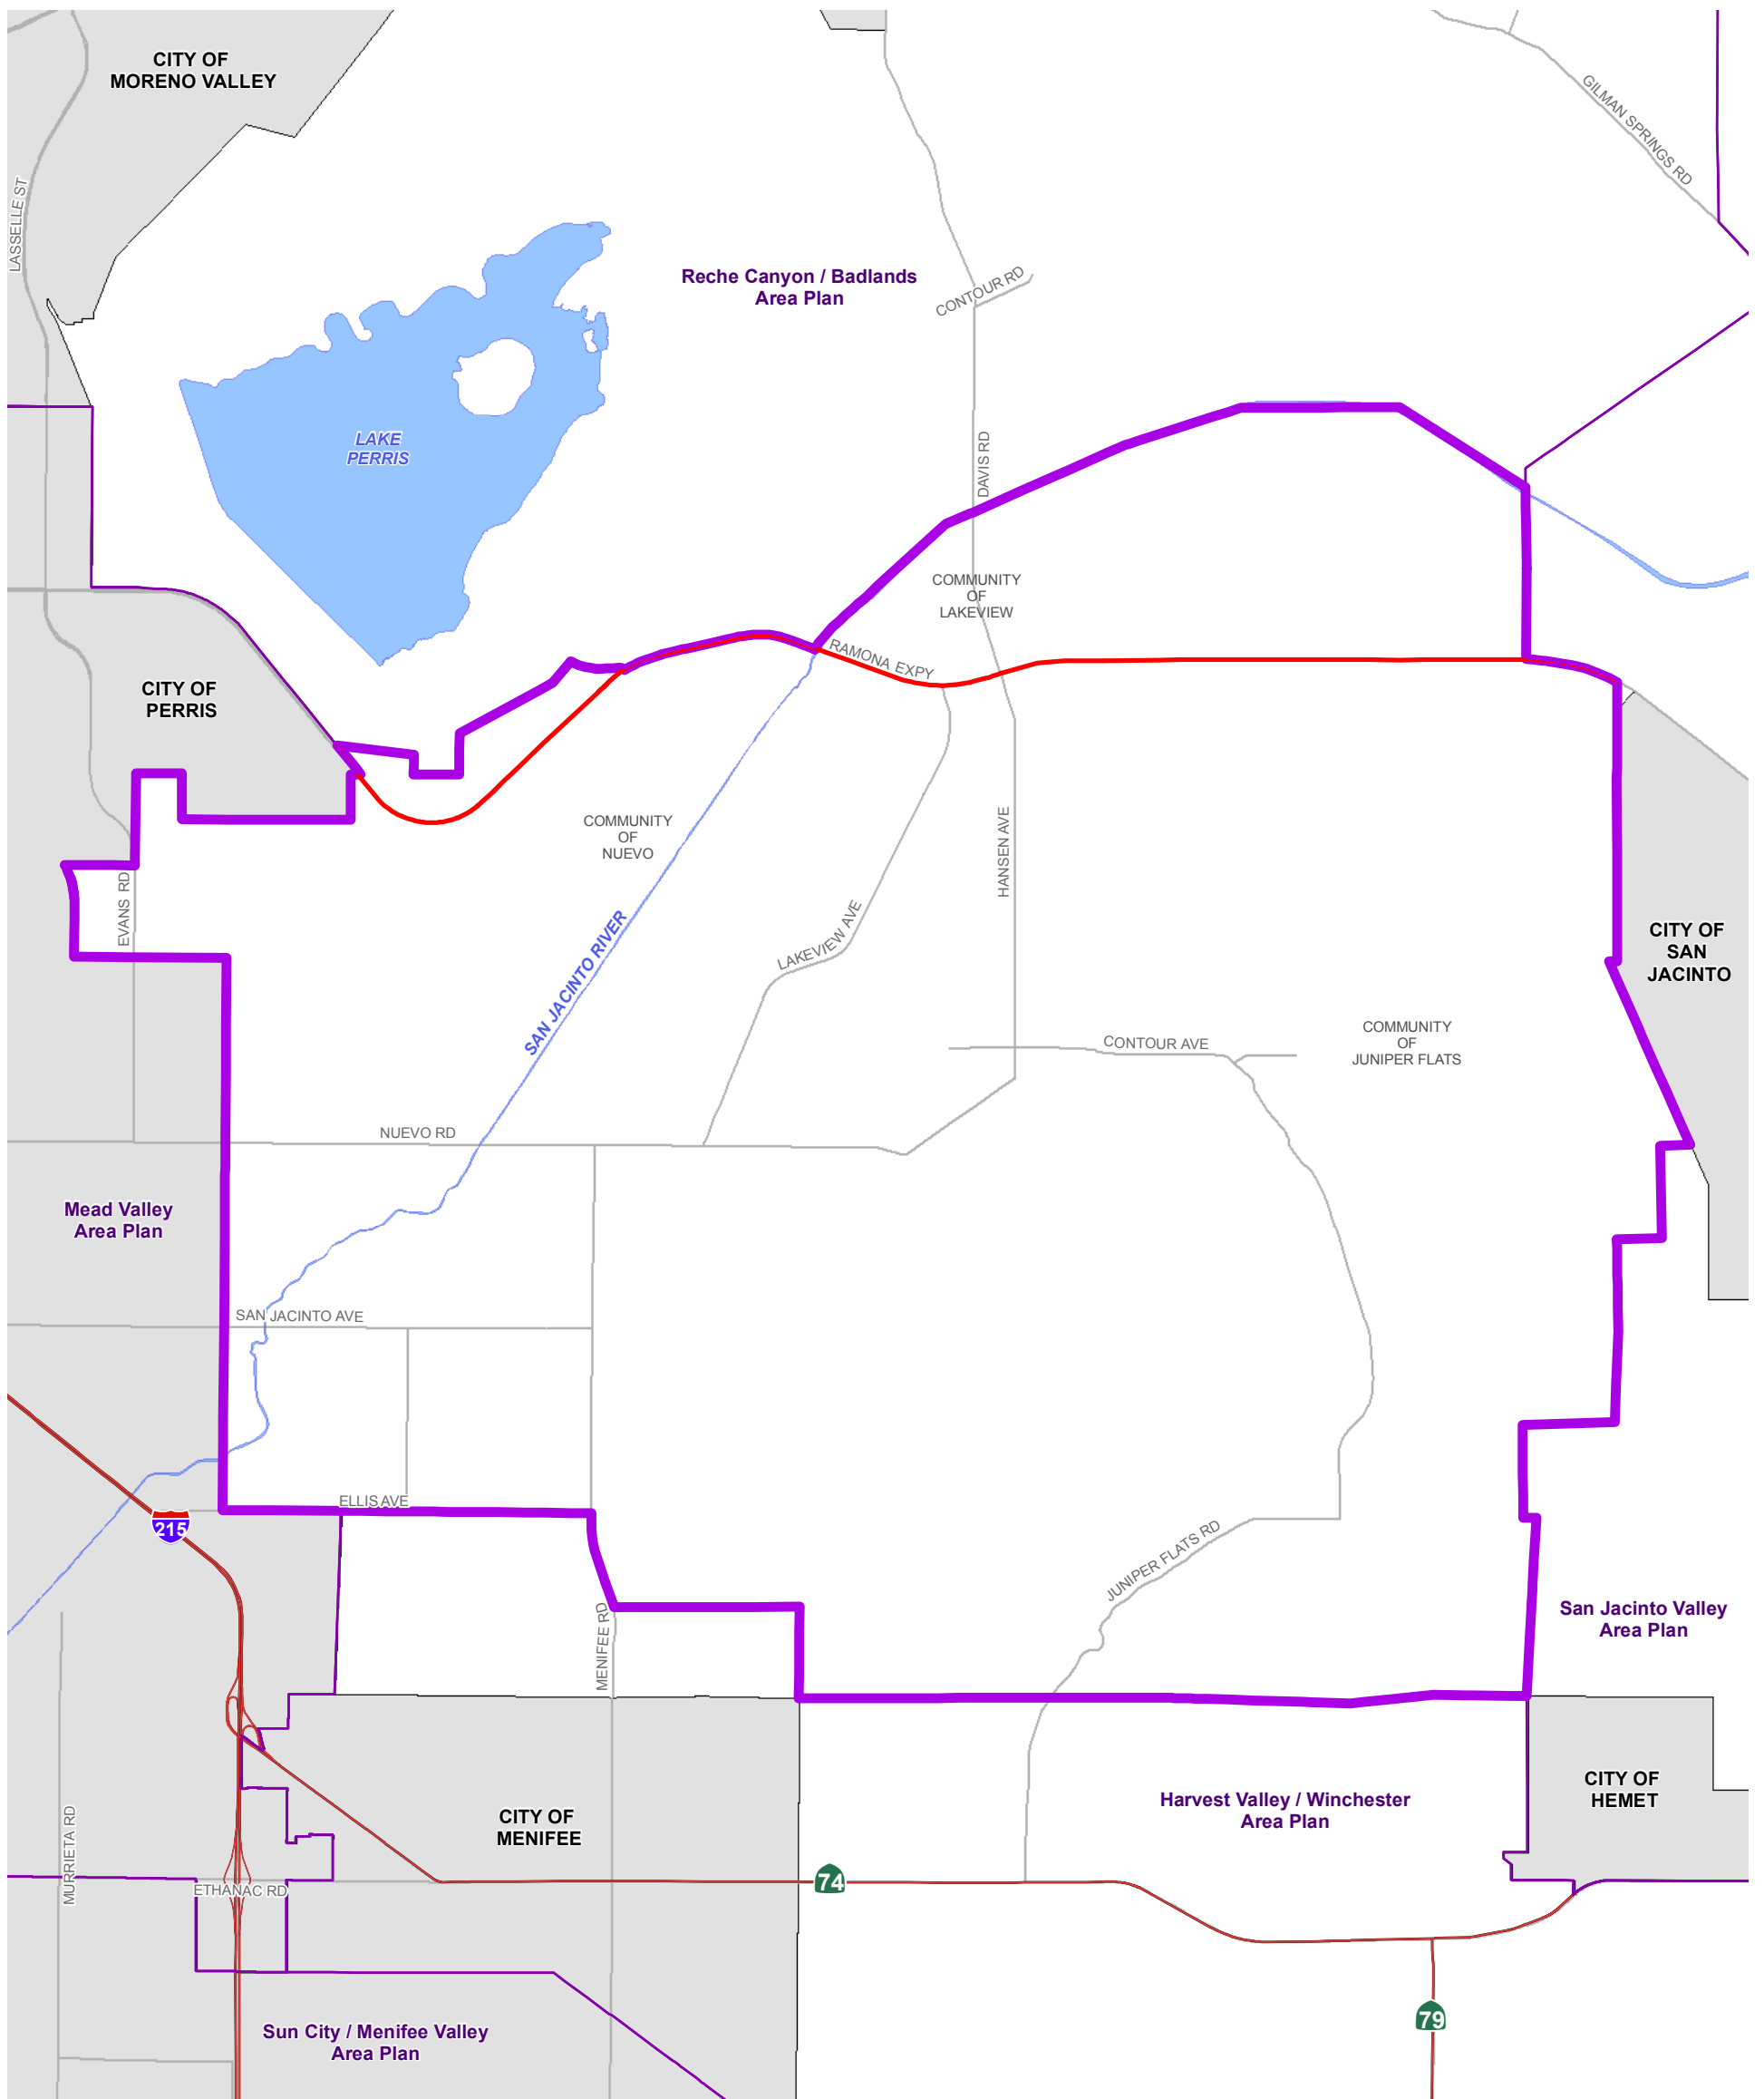 CITY OF
MORENO VALLEY
GILMAN SPRINGS RD
LASSELLE ST
Reche Canyon / Badlands
Area Plan
CONTOUR RD
LAKE
PERRIS
DAVIS RD
COMMUNITY
OF
LAKEVIEW
RAMONA EXPY
CITY OF
PERRIS
COMMUNITY
OF
NUEVO
HANSEN AVE
EVANS RD
LAKEVIEW AVE
SAN JACINTO RIVER
CITY OF
SAN
JACINTO
COMMUNITY
OF
JUNIPER FLATS
CONTOUR AVE
NUEVO RD
Mead Valley
Area Plan
SAN JACINTO AVE
ELLIS AVE
215
JUNIPER FLATS RD
MENIFEE RD
San Jacinto Valley
Area Plan
CITY OF
HEMET
Harvest Valley / Winchester
Area Plan
CITY OF
MENIFEE
MURRIETA RD
ETHANAC RD
74
79
Sun City / Menifee Valley
Area Plan